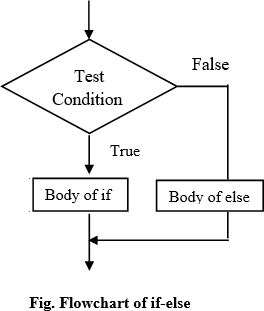 False
Test
Condition
True
Body of if
Body of else
Fig. Flowchart of if-else